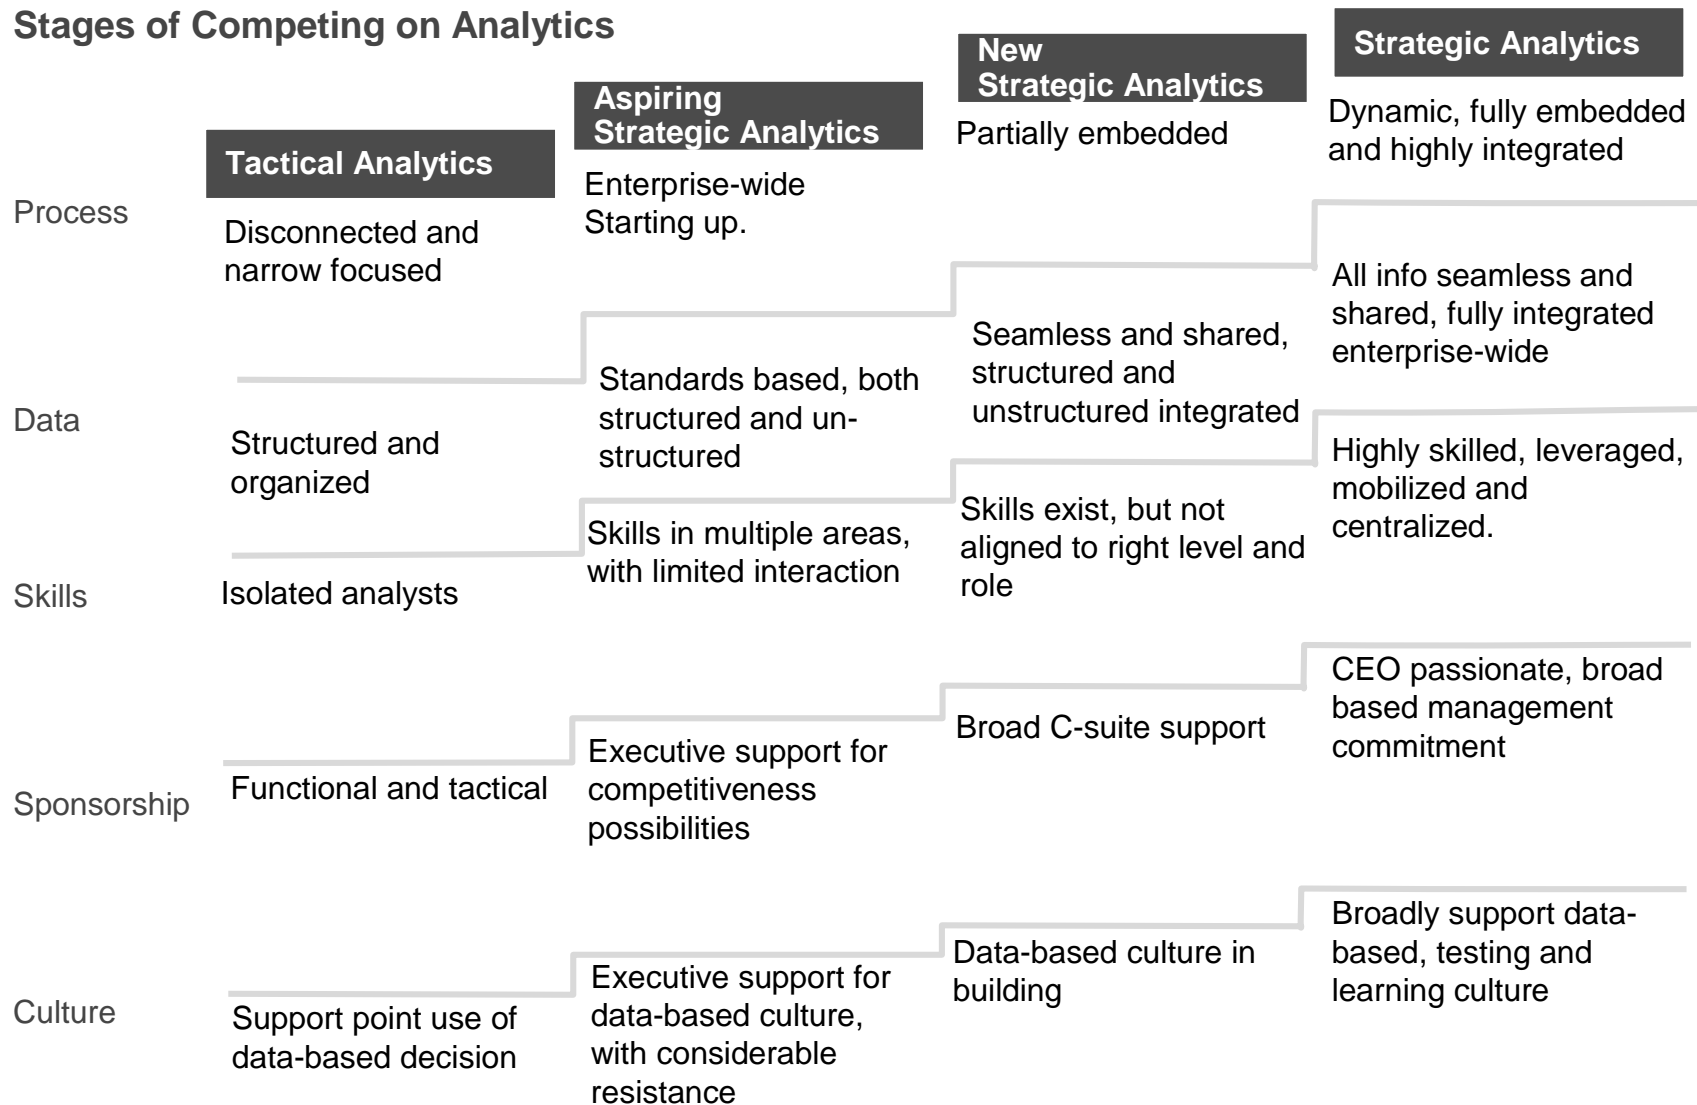 Stages of Competing on Analytics
Tactical Analytics
Aspiring
Strategic Analytics
New
Strategic Analytics
Strategic Analytics
Process
Disconnected and
narrow focused
Enterprise-wide
Starting up.
Partially embedded
Dynamic, fully embedded
and highly integrated
Data
Structured and
organized
Standards based, both
structured and un-
structured
Seamless and shared,
structured and
unstructured integrated
All info seamless and
shared, fully integrated
enterprise-wide
Skills
Isolated analysts
Skills in multiple areas,
with limited interaction
Skills exist, but not
aligned to right level and
role
Highly skilled, leveraged,
mobilized and
centralized.
Sponsorship
Functional and tactical
Executive support for
competitiveness
possibilities
Broad C-suite support
CEO passionate, broad
based management
commitment
Culture
Support point use of
data-based decision
Executive support for
data-based culture,
with considerable
resistance
Data-based culture in
building
Broadly support data-
based, testing and
learning culture